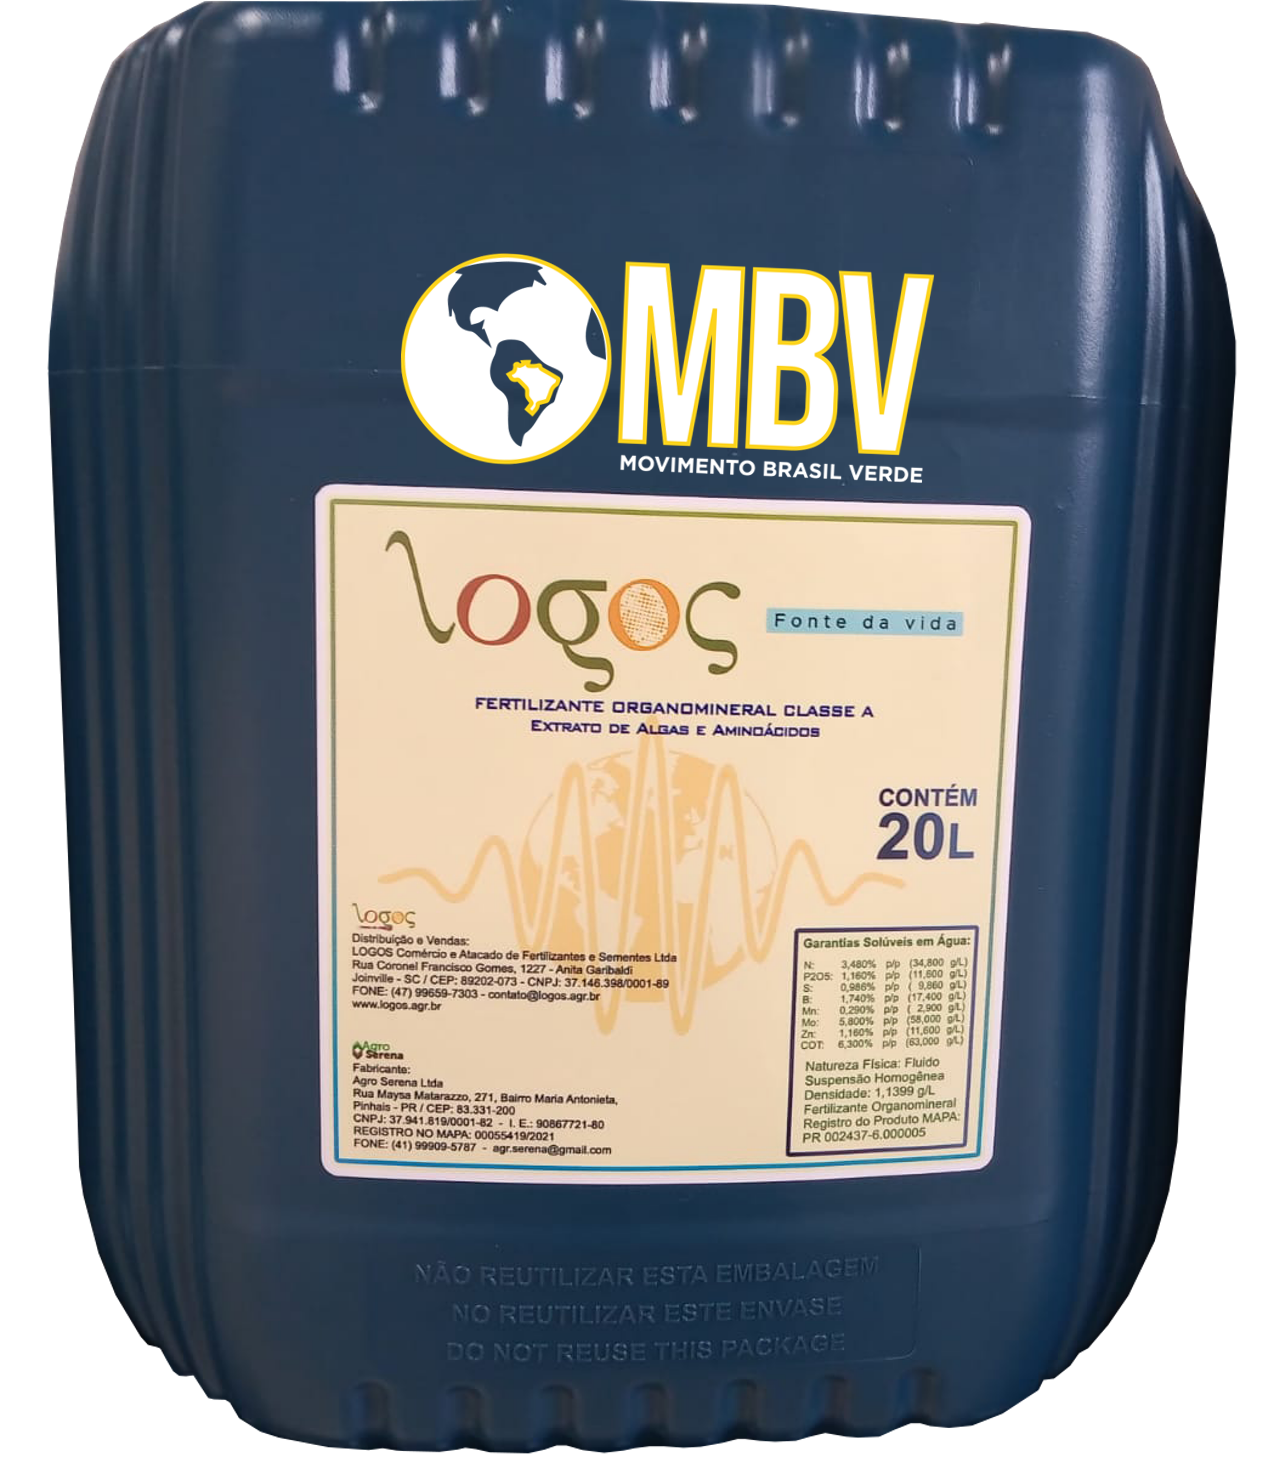 MBV
MOVIMENTO BRASIL VERDE
logos
Fonte da vida
FERTILIZANTE ORGANOMINERAL CLASSE A
EXTRATO DE ALGAS E AMINOÁCIDOS
CONTÉM
20L
logos
Distribuição e Vendas:
LOGOS Comércio e Atacado de Fertilizantes e Sementes Ltda
Rua Coronel Francisco Gomes, 1227 - Anita Garibaldi
Joinville - SC / CEP: 89202-073 - CNPJ: 37.146.398/0001-89
FONE: (47) 99659-7303 - contato@logos.agr.br
www.logos.agr.br
Agro
Serena
Fabricante:
Agro Serena Ltda
Rua Maysa Matarazzo, 271, Bairro Maria Antonieta,
Pinhais - PR / CEP: 83.331-200
CNPJ: 37.941.819/0001-82 - I. E.: 90867721-80
REGISTRO NO MAPA: 00055419/2021
FONE: (41) 99909-5787 - agr.serena@gmail.com
Garantias Solúveis em Água:
N: 3,480% p/p (34,800 g/L)
P2O5: 1,160% p/p (11,600 g/L)
S: 0,986% p/p ( 9,860 g/L)
B: 1,740% p/p (17,400 g/L)
Mn: 0,290% p/p ( 2,900 g/L)
Mo: 5,800% p/p (58,000 g/L)
Zn: 1,160% p/p (11,600 g/L)
COT: 6,300% p/p (63,000 g/L)
Natureza Física: Fluido
Suspensão Homogênea
Densidade: 1,1399 g/L
Fertilizante Organomineral
Registro do Produto MAPA:
PR 002437-6.000005
NÃO REUTILIZAR ESTA EMBALAGEM
NO REUTILIZAR ESTE ENVASE
DO NOT REUSE THIS PACKAGE